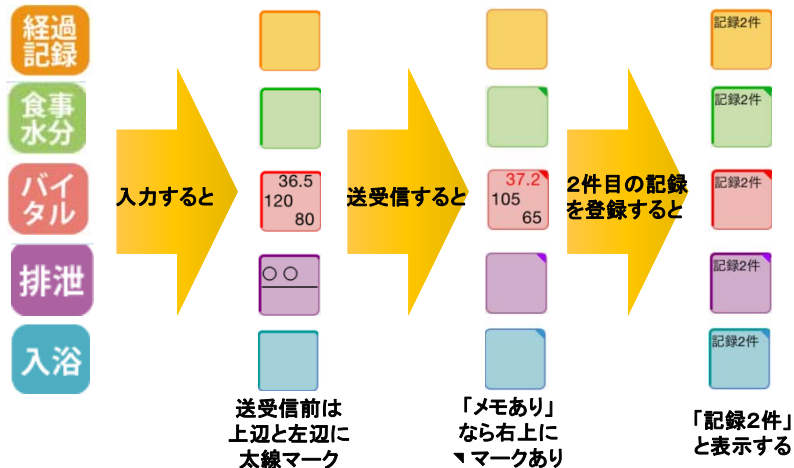 経過
記録
記録2件
食事
水分
記録2件
バイ
タル
入力すると
36.5
120
80
送受信すると
37.2
105
65
2件目の記録
を登録すると
記録2件
排泄
○ ○
記録2件
入浴
記録2件
送受信前は
上辺と左辺に
太線マーク
「メモあり」
なら右上に
◥ マークあり
「記録2件」
と表示する